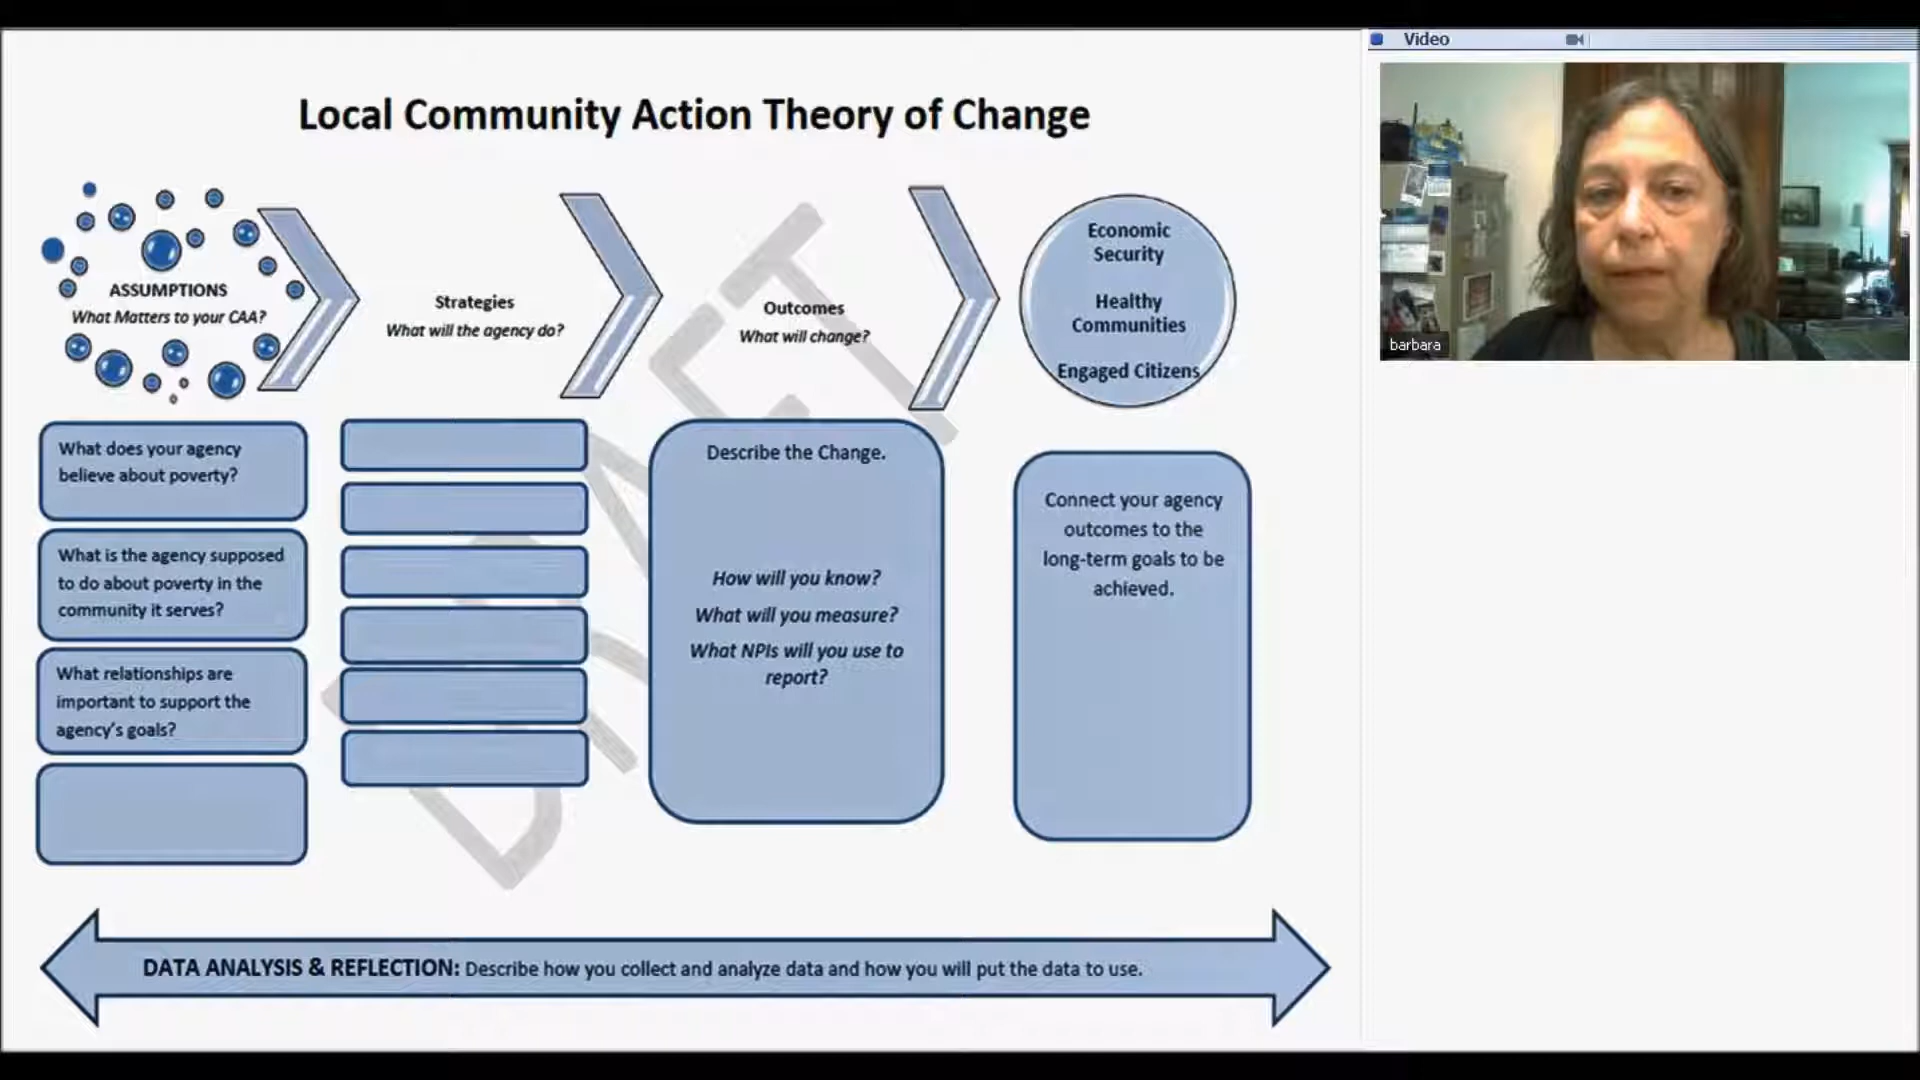 Video
barbara
Local Community Action Theory of Change
ASSUMPTIONS
What Matters to your CAA?
Strategies
What will the agency do?
Outcomes
What will change?
Economic
Security
Healthy
Communities
Engaged Citizens
What does your agency
believe about poverty?
What is the agency supposed
to do about poverty in the
community it serves?
What relationships are
important to support the
agency's goals?
Describe the Change.
How will you know?
What will you measure?
What NPIs will you use to
report?
Connect your agency
outcomes to the
long-term goals to be
achieved.
DRAFT
DATA ANALYSIS & REFLECTION: Describe how you collect and analyze data and how you will put the data to use.